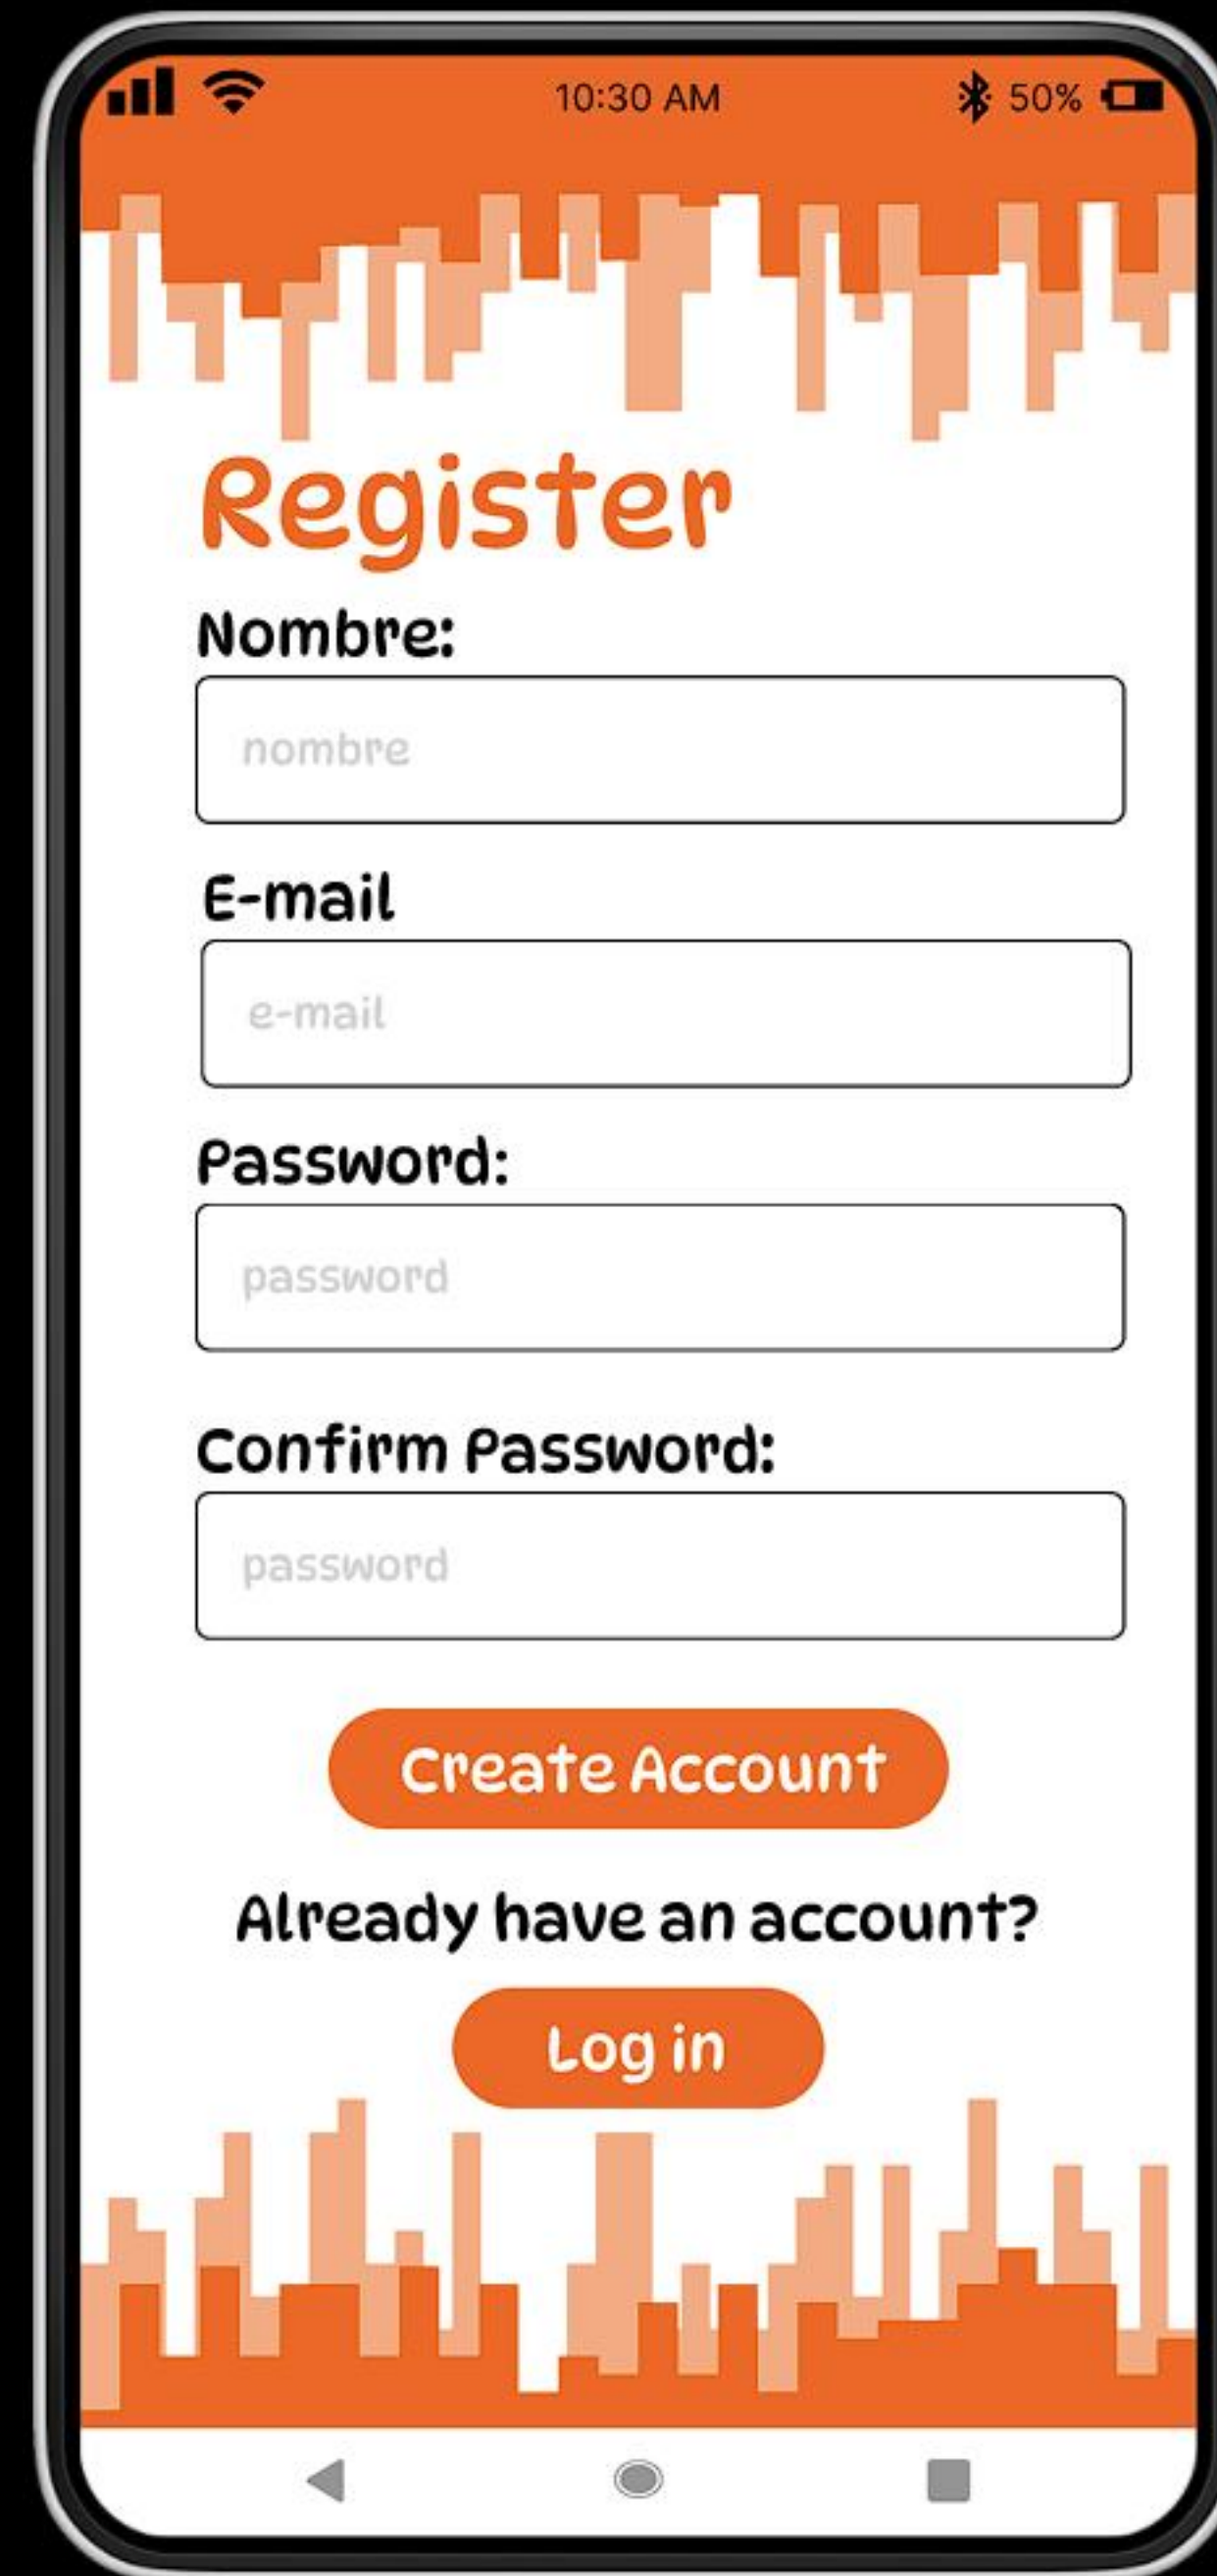 10:30 AM 50%
Register
Nombre:
nombre
E-mail
e-mail
Password:
password
Confirm Password:
password
Create Account
Already have an account?
Log in